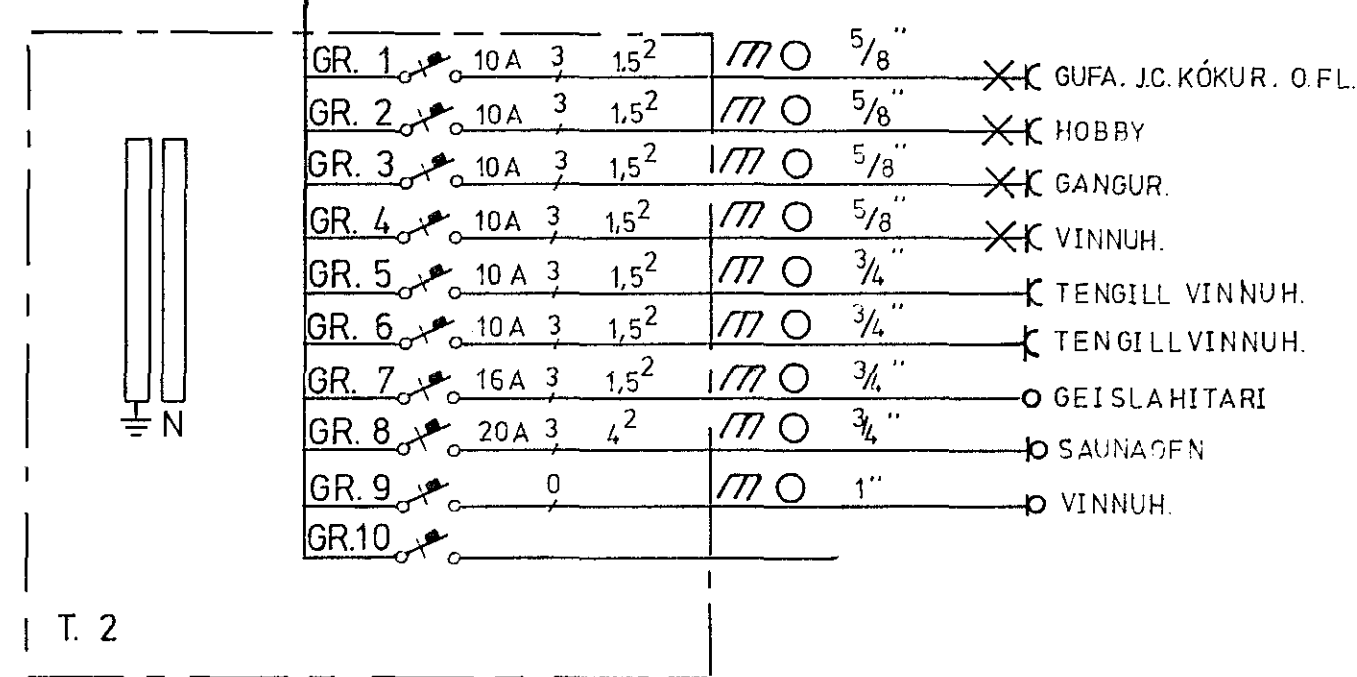 GR. 1 10A 3 1.5² 5/8" GUFA. J.C. KÓKUR. O.FL.
GR. 2 10A 3 1.5² 5/8" HOBBY
GR. 3 10A 3 1,5² 5/8" GANGUR.
GR. 4 10A 3 1,5² 5/8" VINNUH.
GR. 5 10A 3 1,5² 3/4" TENGILL VINNUH.
GR. 6 10A 3 1,5² 3/4" TENGILL VINNUH.
GR. 7 16A 3 1,5² 3/4" GEISLAHITARI
GR. 8 20A 3 4² 3/4" SAUNAOFN
GR. 9 0 1" VINNUH.
GR.10
N
T. 2